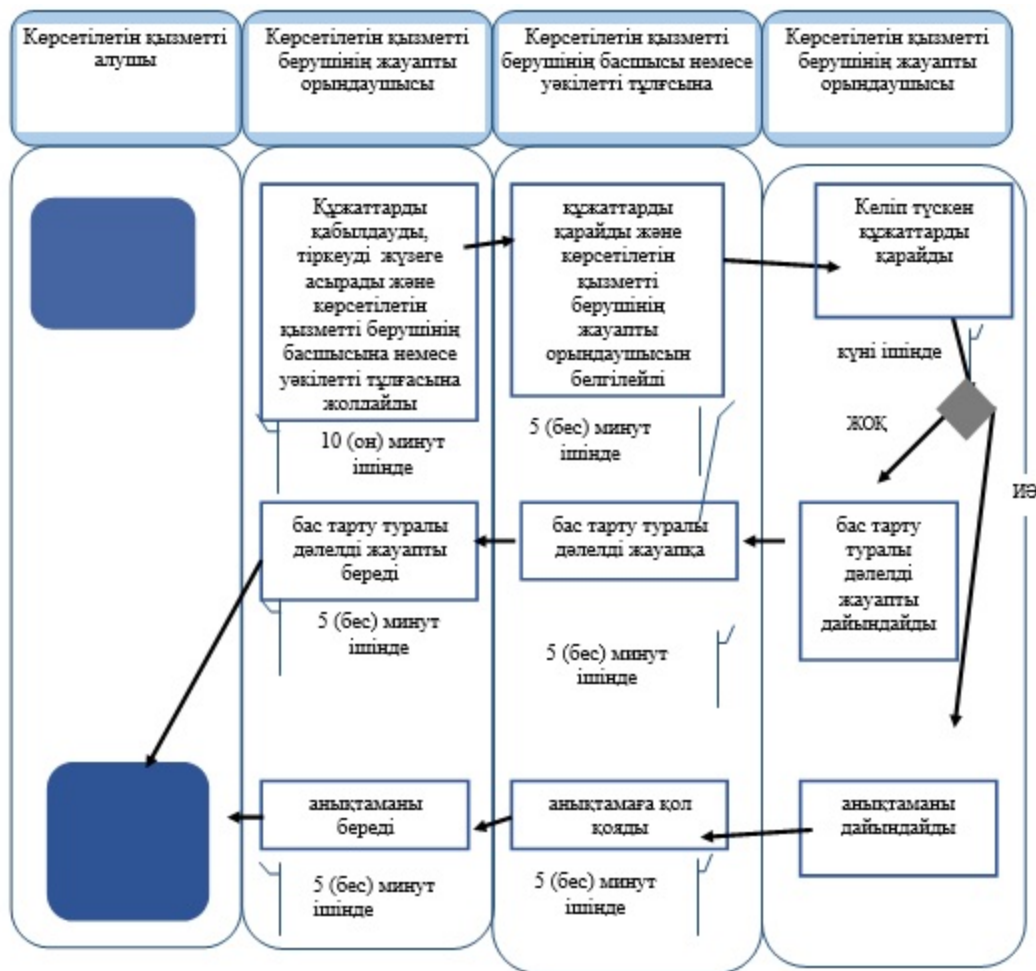 Көрсетілетін қызметті
алушы
Көрсетілетін қызметті
берушінің жауапты
орындаушысы
Көрсетілетін қызметті
берушінің басшысы немесе
уәкілетті тұлғсына
Көрсетілетін қызметті
берушінің жауапты
орындаушысы
Құжаттарды
қабылдауды,
тіркеуді жүзеге
асырады және
көрсетілетін
қызметті берушінің
басшысына немесе
уәкілетті тұлғасына
жолдайды
құжаттарды
қарайды және
көрсетілетін
қызметті
берушінің
жауапты
орындаушысын
белгілейді
Келіп түскен
құжаттарды
қарайды
күні ішінде
10 (он) минут
ішінде
5 (бес) минут
ішінде
ЖОҚ
ИӘ
бас тарту туралы
дәлелді жауапты
береді
бас тарту туралы
дәлелді жауапқа
бас тарту
туралы
дәлелді
жауапты
дайындайды
5 (бес) минут
ішінде
5 (бес) минут
ішінде
анықтаманы
береді
анықтамаға қол
қояды
анықтаманы
дайындайды
5 (бес) минут
ішінде
5 (бес) минут
ішінде